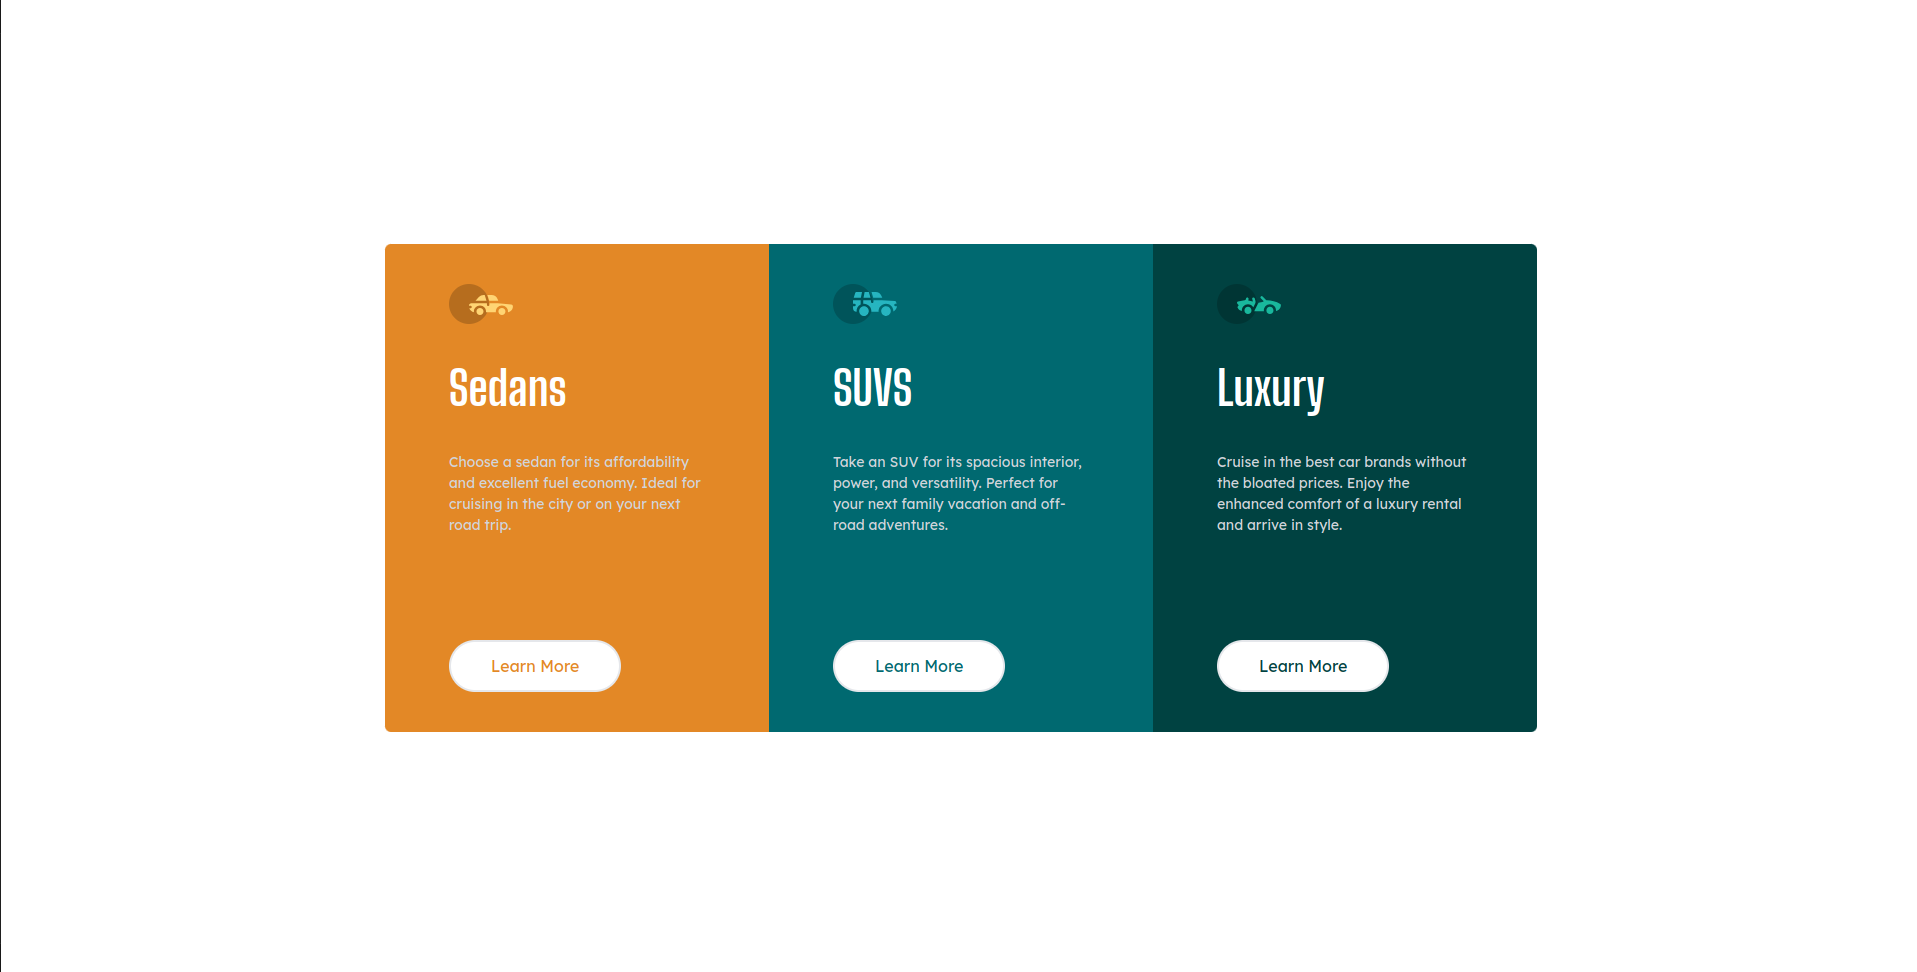 Sedans
Choose a sedan for its affordability
and excellent fuel economy. Ideal for
cruising in the city or on your next
road trip.
Learn More
SUVS
Take an SUV for its spacious interior,
power, and versatility. Perfect for
your next family vacation and off-
road adventures.
Learn More
Luxury
Cruise in the best car brands without
the bloated prices. Enjoy the
enhanced comfort of a luxury rental
and arrive in style.
Learn More